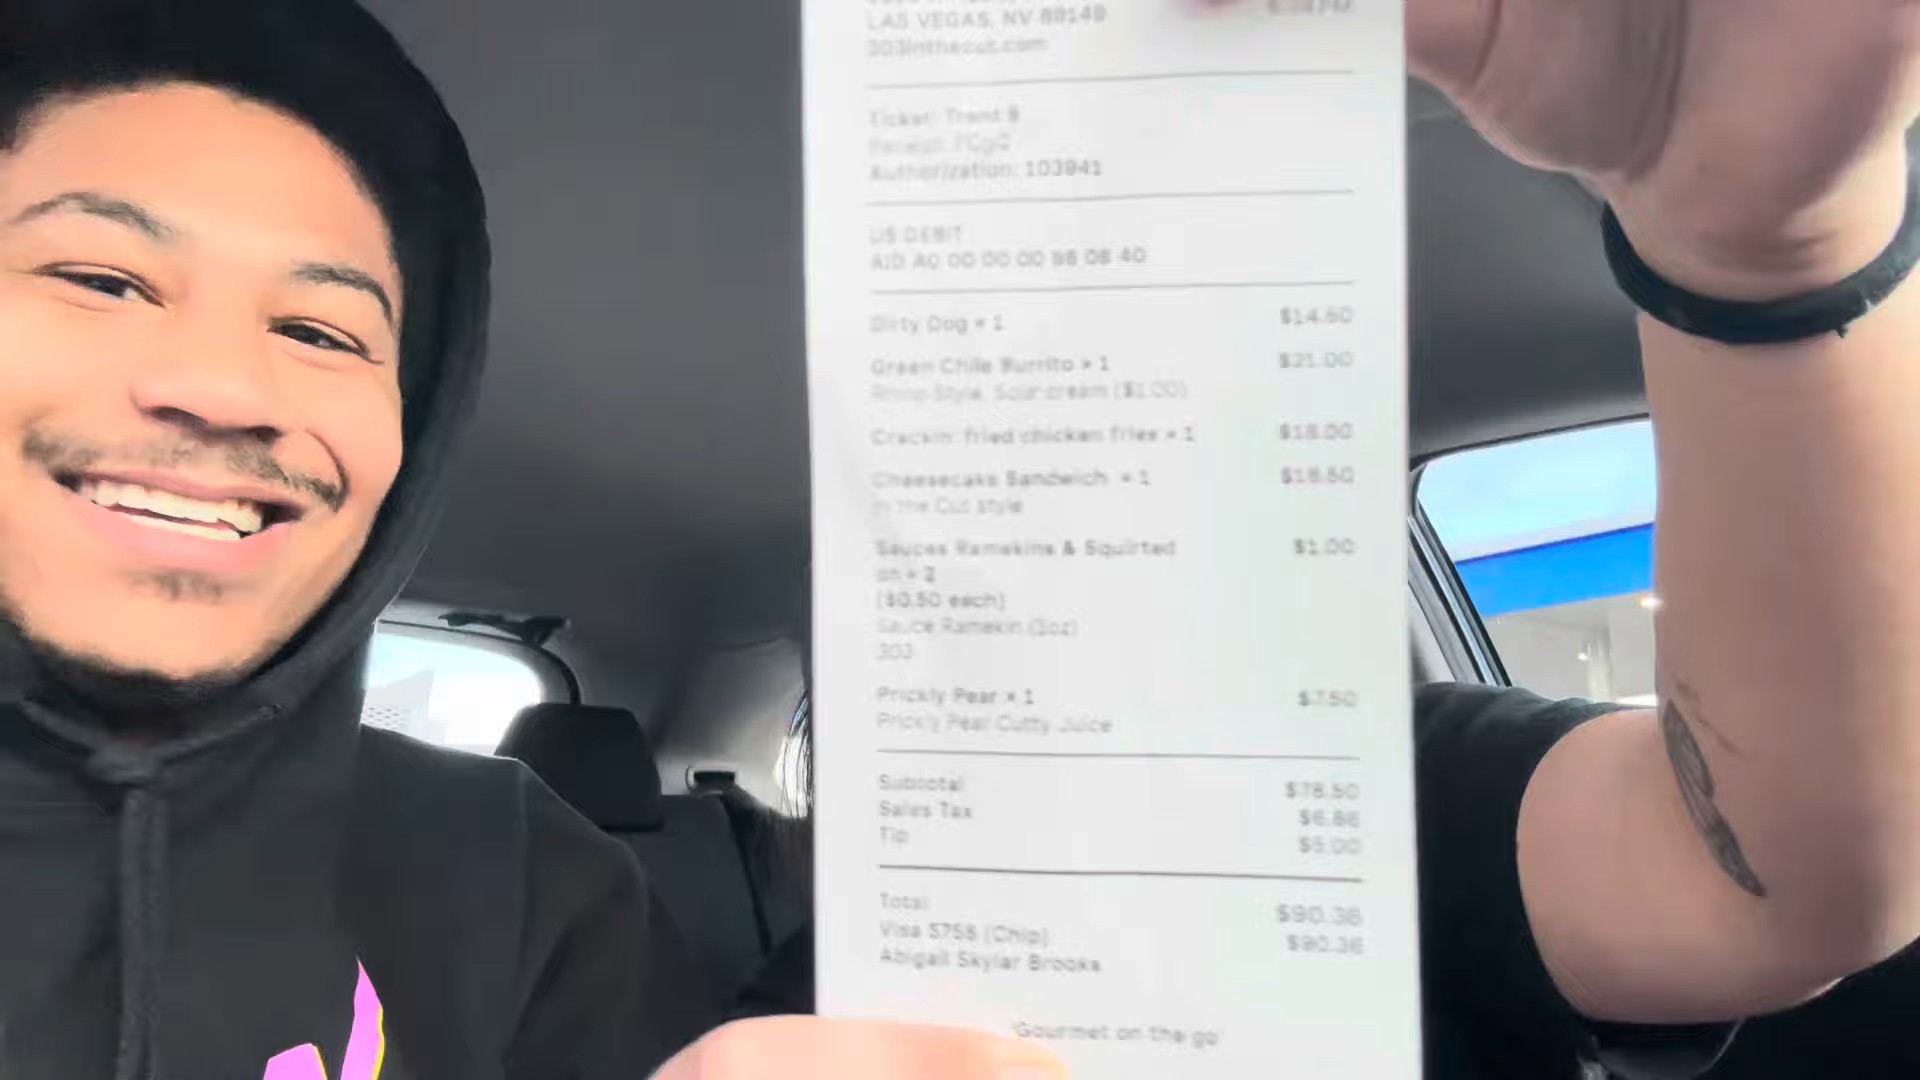 LAS VEGAS, NV 89149
303inthecut.com
Ticket: Trent B
Receipt:
Authorization: 103941
US DEBIT
AID A0 00 00 00 98 08 40
Dirty Dog × 1 $14.50
Green Chile Burrito × 1 $21.00
Style, Sour cream ($1.00)
Crackin' fried chicken fries × 1 $18.00
Cheesecake Sandwich × 1 $16.50
In the Cut style
Sauces Ramekins & Squirted $1.00
on × 2
($0.50 each)
Sauce Ramekin (1oz)
303
Prickly Pear × 1 $7.50
Prickly Pear Cutty Juice
Subtotal $78.50
Sales Tax $6.86
Tip $5.00
Total $90.36
Visa 5758 (Chip) $90.36
Abigail Skylar Brooks
'Gourmet on the go'